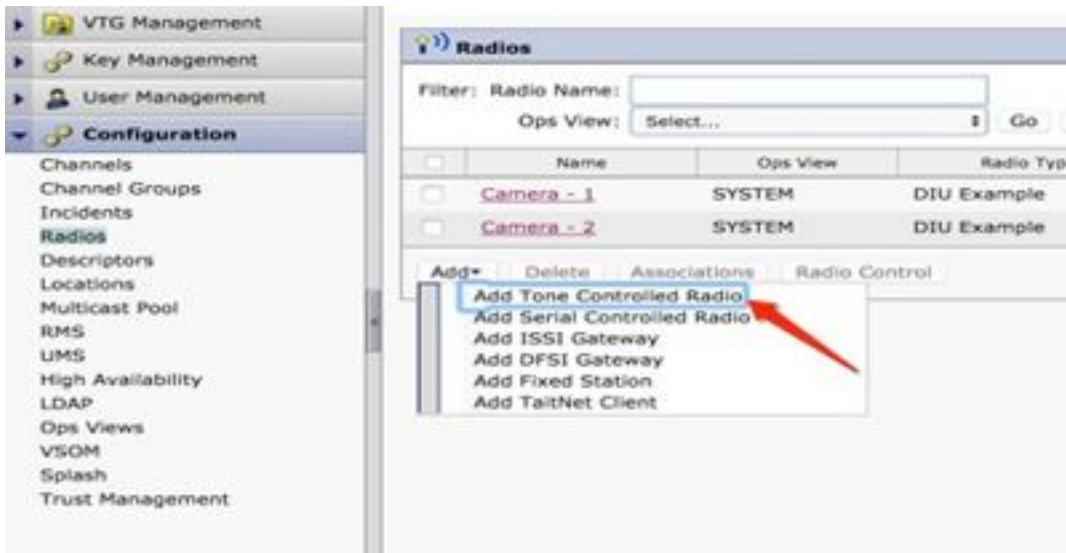 VTG Management
Key Management
User Management
Configuration
Channels
Channel Groups
Incidents
Radios
Descriptors
Locations
Multicast Pool
RMS
UMS
High Availability
LDAP
Ops Views
VSOM
Splash
Trust Management
Radios
Filter: Radio Name:
Ops View: Select... Go
Name Ops View Radio Typ
Camera - 1 SYSTEM DIU Example
Camera - 2 SYSTEM DIU Example
Add Delete Associations Radio Control
Add Tone Controlled Radio
Add Serial Controlled Radio
Add ISSI Gateway
Add DFSI Gateway
Add Fixed Station
Add TaitNet Client